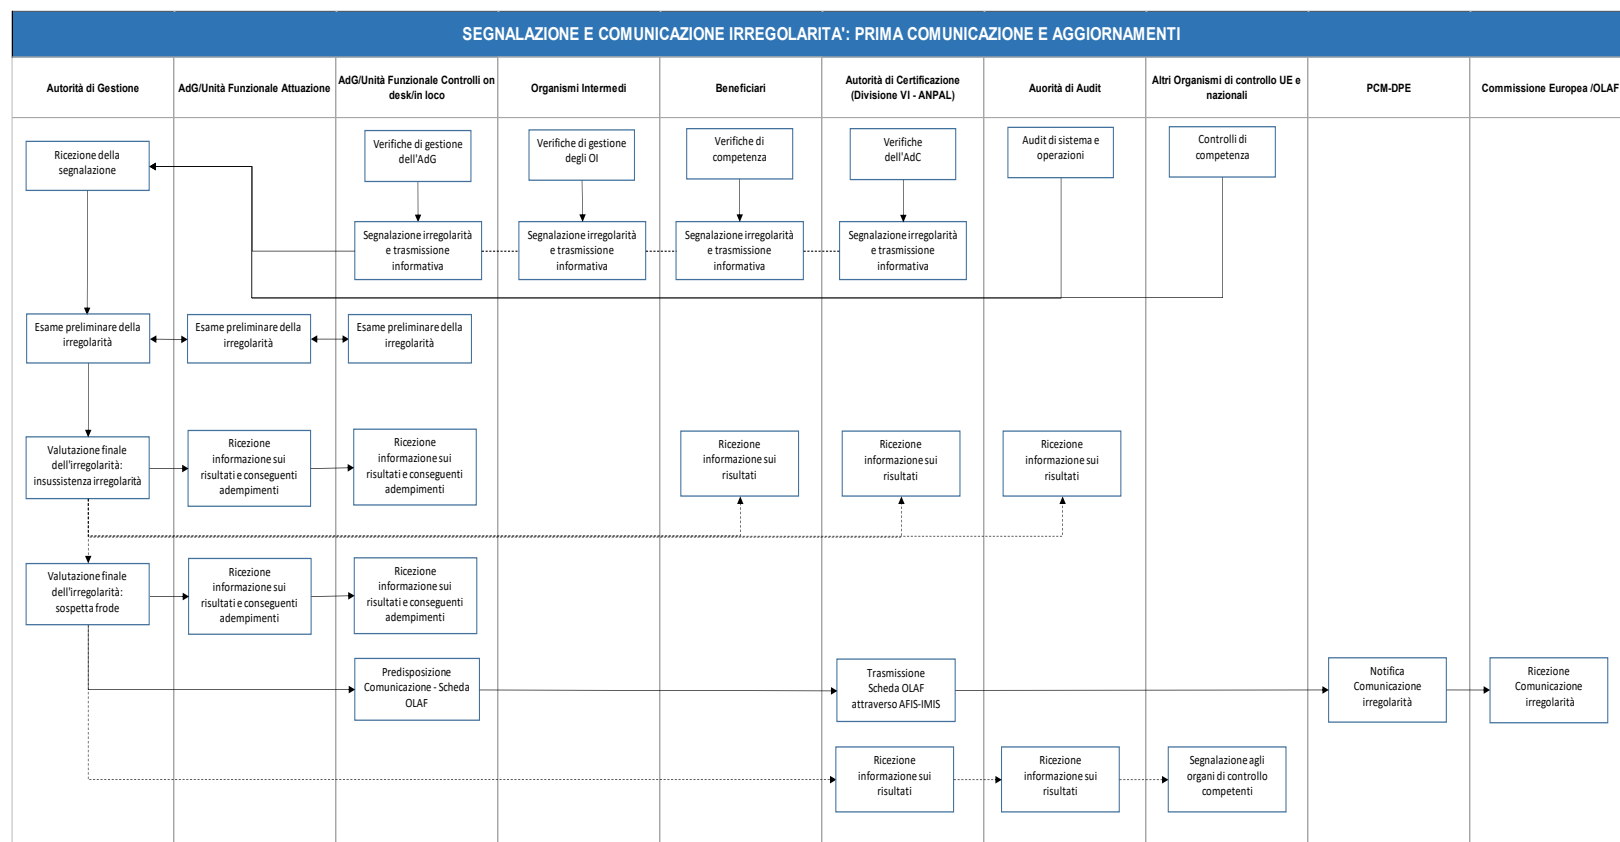 SEGNALAZIONE E COMUNICAZIONE IRREGOLARITA': PRIMA COMUNICAZIONE E AGGIORNAMENTI
Autorità di Gestione
AdG/Unità Funzionale Attuazione
AdG/Unità Funzionale Controlli on
desk/in loco
Organismi Intermedi
Beneficiari
Autorità di Certificazione
(Divisione VI - ANPAL)
Auorità di Audit
Altri Organismi di controllo UE e
nazionali
PCM-DPE
Commissione Europea /OLAF
Ricezione della
segnalazione
Verifiche di gestione
dell'AdG
Verifiche di gestione
degli OI
Verifiche di
competenza
Verifiche
dell'AdC
Audit di sistema e
operazioni
Controlli di
competenza
Segnalazione irregolarità
e trasmissione
informativa
Segnalazione irregolarità
e trasmissione
informativa
Segnalazione irregolarità
e trasmissione
informativa
Segnalazione irregolarità
e trasmissione
informativa
Esame preliminare della
irregolarità
Esame preliminare della
irregolarità
Esame preliminare della
irregolarità
Valutazione finale
dell'irregolarità:
insussistenza irregolarità
Ricezione
informazione sui
risultati e conseguenti
adempimenti
Ricezione
informazione sui
risultati e conseguenti
adempimenti
Ricezione
informazione sui
risultati
Ricezione
informazione sui
risultati
Ricezione
informazione sui
risultati
Valutazione finale
dell'irregolarità:
sospetta frode
Ricezione
informazione sui
risultati e conseguenti
adempimenti
Ricezione
informazione sui
risultati e conseguenti
adempimenti
Predisposizione
Comunicazione - Scheda
OLAF
Trasmissione
Scheda OLAF
attraverso AFIS-IMIS
Notifica
Comunicazione
irregolarità
Ricezione
Comunicazione
irregolarità
Ricezione
informazione sui
risultati
Ricezione
informazione sui
risultati
Segnalazione agli
organi di controllo
competenti